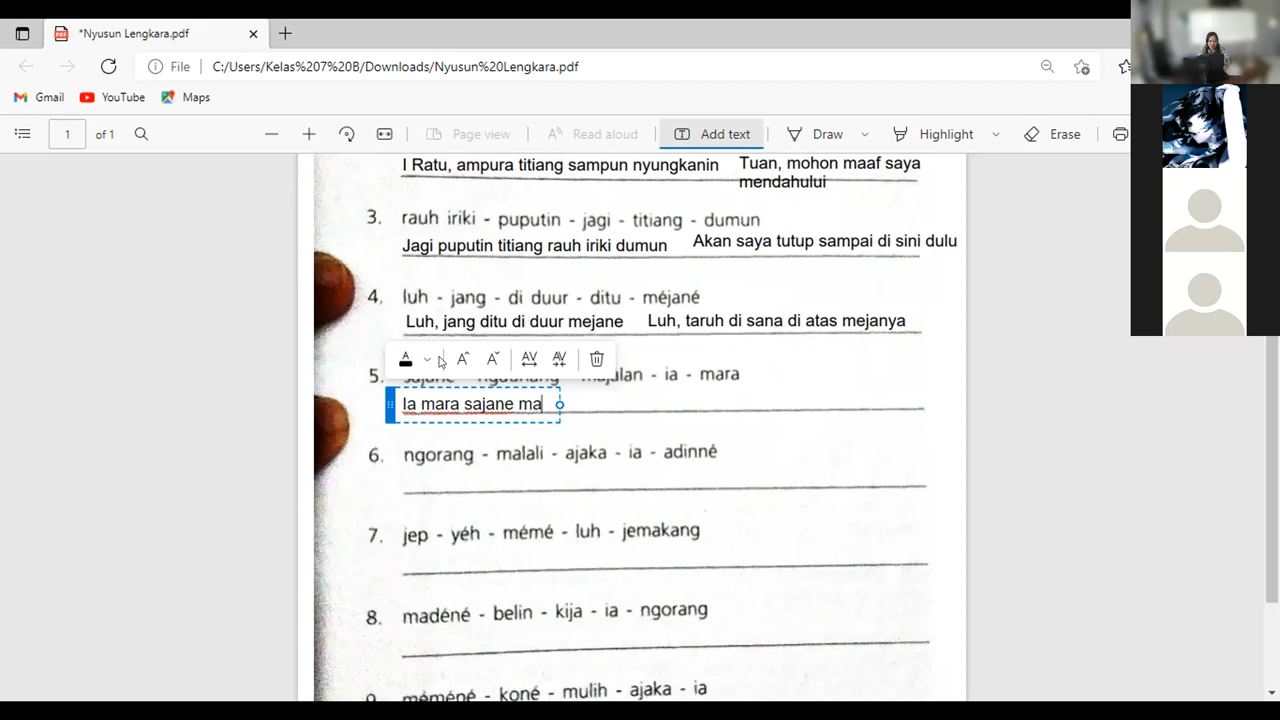 *Nyusun Lengkara.pdf
File
C:/Users/Kelas%207%20B/Downloads/Nyusun%20Lengkara.pdf
Gmail
YouTube
Maps
1
of 1
Page view
Read aloud
Add text
Draw
Highlight
Erase
I Ratu, ampura titiang sampun nyungkanin
Tuan, mohon maaf saya
mendahului
3. rauh iriki - puputin - jagi - titiang - dumun
Jagi puputin titiang rauh iriki dumun
Akan saya tutup sampai di sini dulu
4. luh - jang - di duur - ditu - méjané
Luh, jang ditu di duur mejane
Luh, taruh di sana di atas mejanya
5. - ia - mara
Ia mara sajane ma
6. ngorang - malali - ajaka - ia - adinné
7. jep - yéh - mémé - luh - jemakang
8. madéné - belin - kija - ia - ngorang
9. méméné - koné - mulih - ajaka - ia